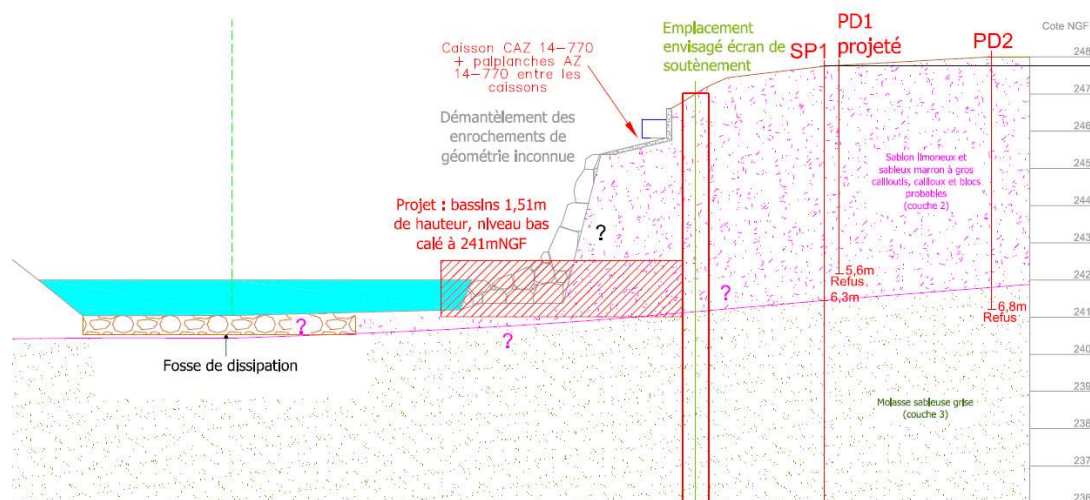 Cote NGF
Emplacement
envisagé écran de
soutènement
Caisson CAZ 14-770
+ palplanches AZ
14-770 entre les
caissons
SP1
PD1
projeté
PD2
Démantèlement des
enrochements de
géométrie inconnue
Projet : bassins 1,51m
de hauteur, niveau bas
calé à 241mNGF
Sablon limoneux et
sableux marron à gros
cailloutis, cailloux et blocs
probables
(couche 2)
?
?
?
?
5,6m
Refus
6,3m
6,8m
Refus
Fosse de dissipation
Molasse sableuse grise
(couche 3)
248
247
246
245
244
243
242
241
240
239
238
237